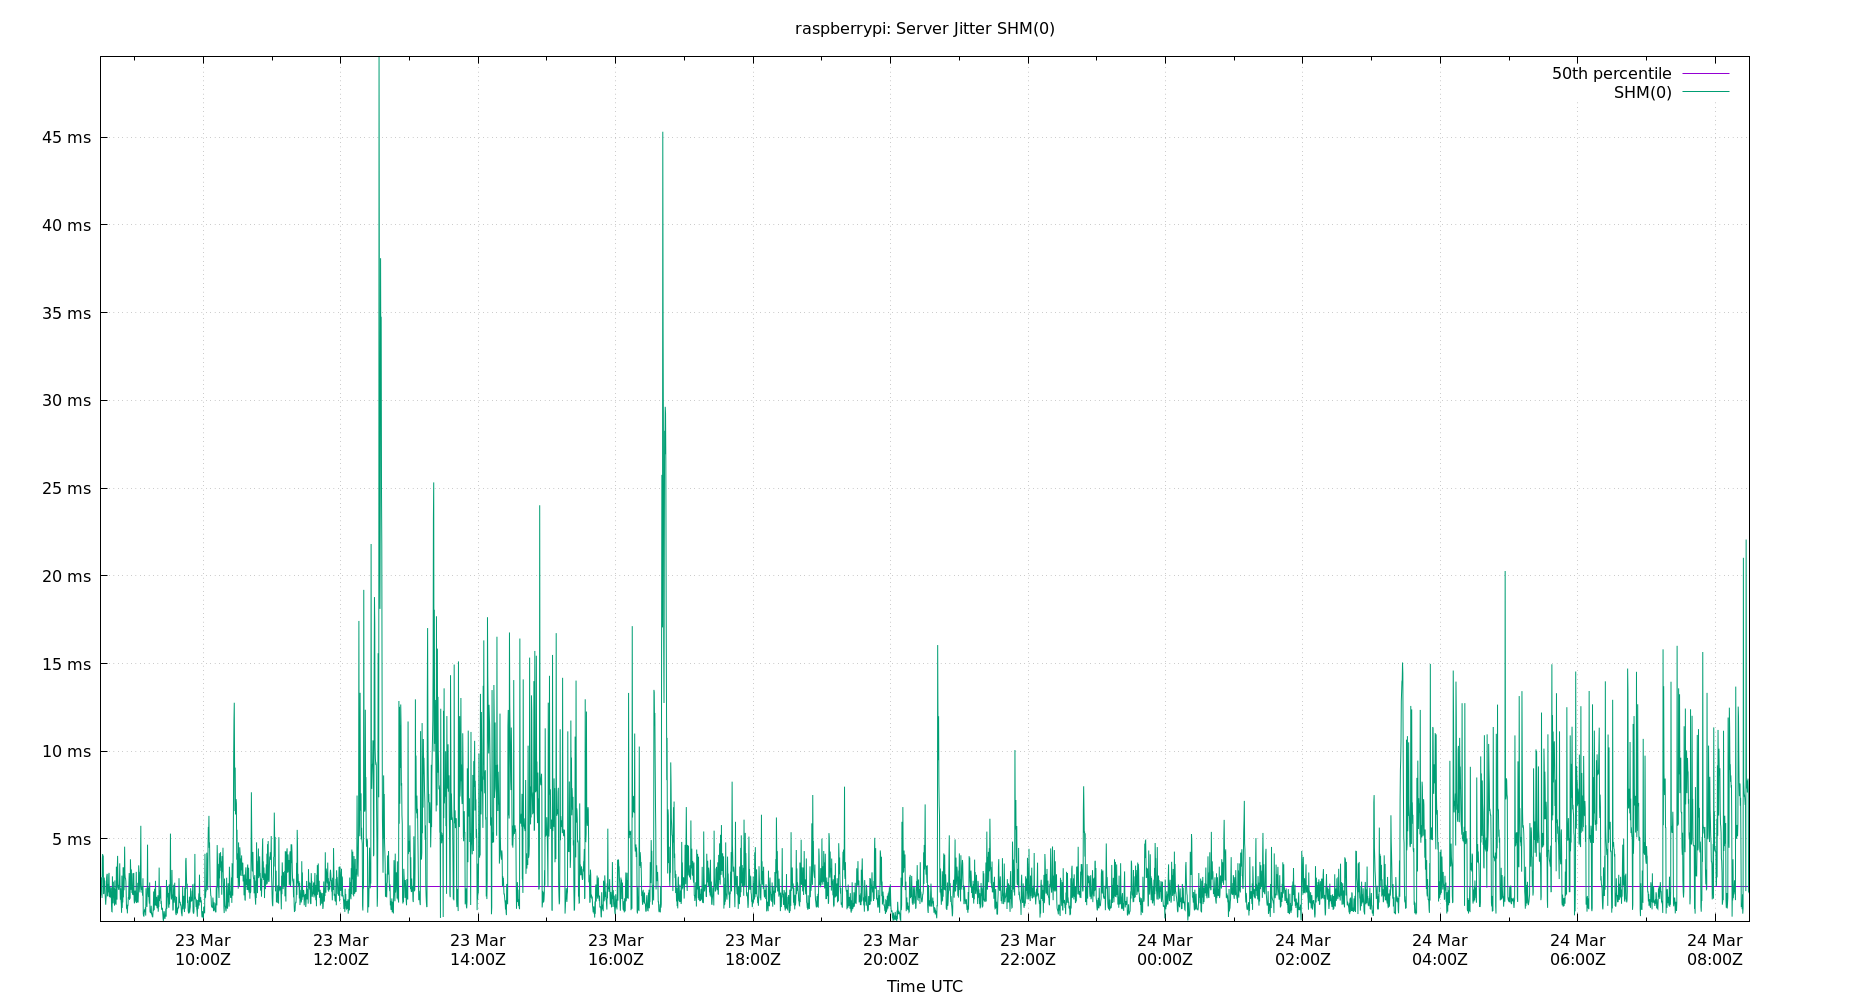 raspberrypi: Server Jitter SHM(0)
50th percentile
SHM(0)
45 ms
40 ms
35 ms
30 ms
25 ms
20 ms
15 ms
10 ms
5 ms
23 Mar 23 Mar 23 Mar 23 Mar 23 Mar 23 Mar 23 Mar 24 Mar 24 Mar 24 Mar 24 Mar 24 Mar
10:00Z 12:00Z 14:00Z 16:00Z 18:00Z 20:00Z 22:00Z 00:00Z 02:00Z 04:00Z 06:00Z 08:00Z
Time UTC